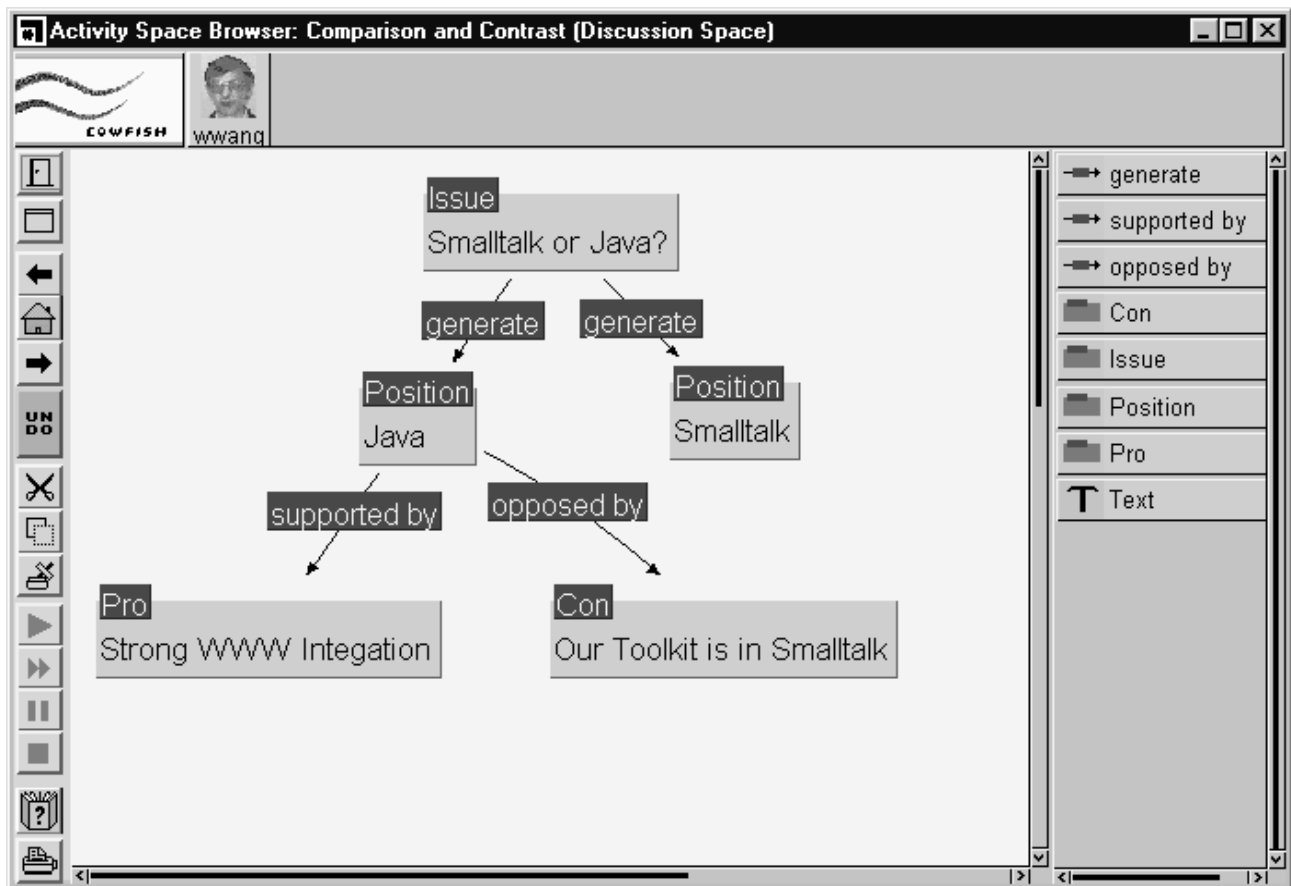 Activity Space Browser: Comparison and Contrast (Discussion Space)
COWFISH
wwang
Issue
Smalltalk or Java?
generate
generate
Position
Java
Position
Smalltalk
supported by
opposed by
Pro
Strong WWW Integation
Con
Our Toolkit is in Smalltalk
UN
DO
?
generate
supported by
opposed by
Con
Issue
Position
Pro
T Text